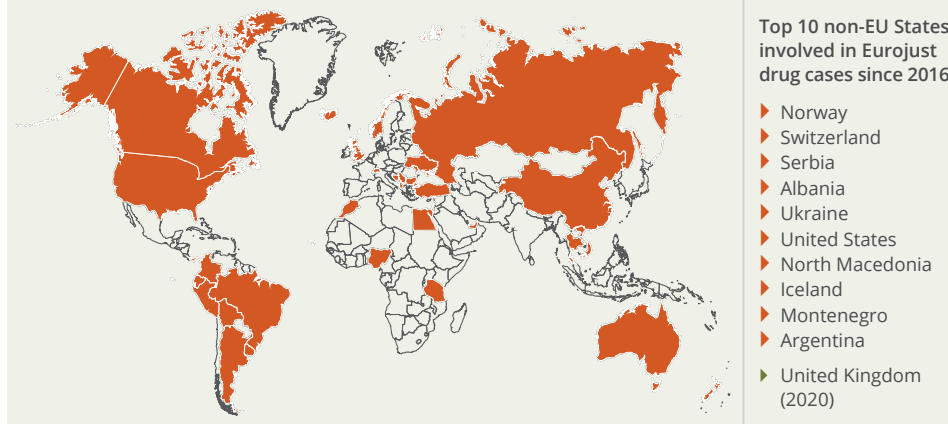 Top 10 non-EU States
involved in Eurojust
drug cases since 2016
Norway
Switzerland
Serbia
Albania
Ukraine
United States
North Macedonia
Iceland
Montenegro
Argentina
United Kingdom
(2020)